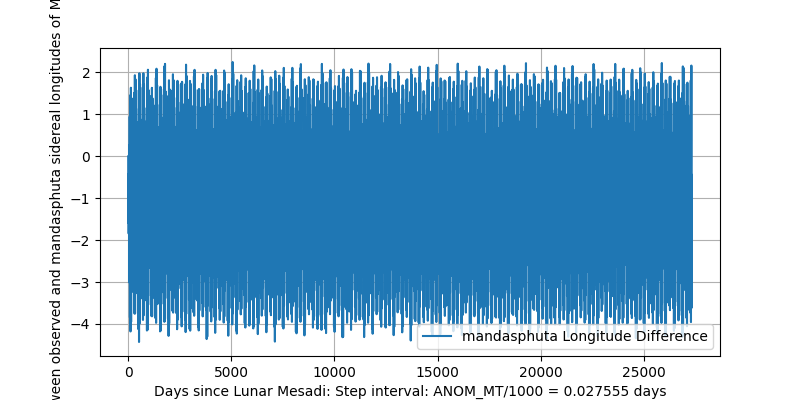 ween observed and mandasphuta sidereal longitudes of
2
1
0
−1
−2
−3
−4
mandasphuta Longitude Difference
0 5000 10000 15000 20000 25000
Days since Lunar Mesadi: Step interval: ANOM_MT/1000 = 0.027555 days